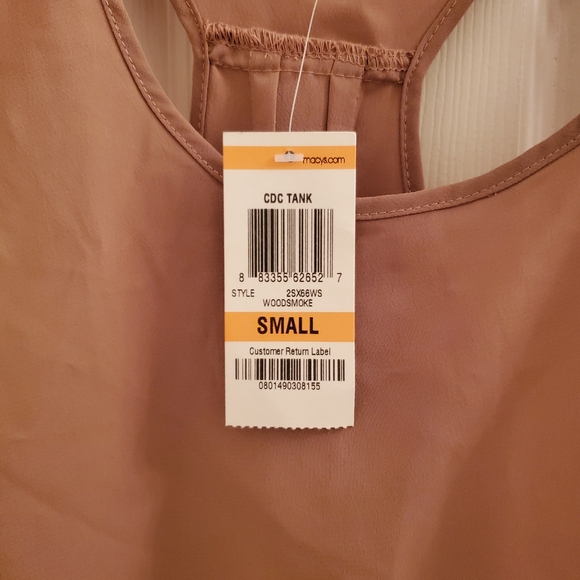 macys.com
CDC TANK
8 83355 62652 7
STYLE 2SX66WS
WOODSMOKE
SMALL
Customer Return Label
0801490308155